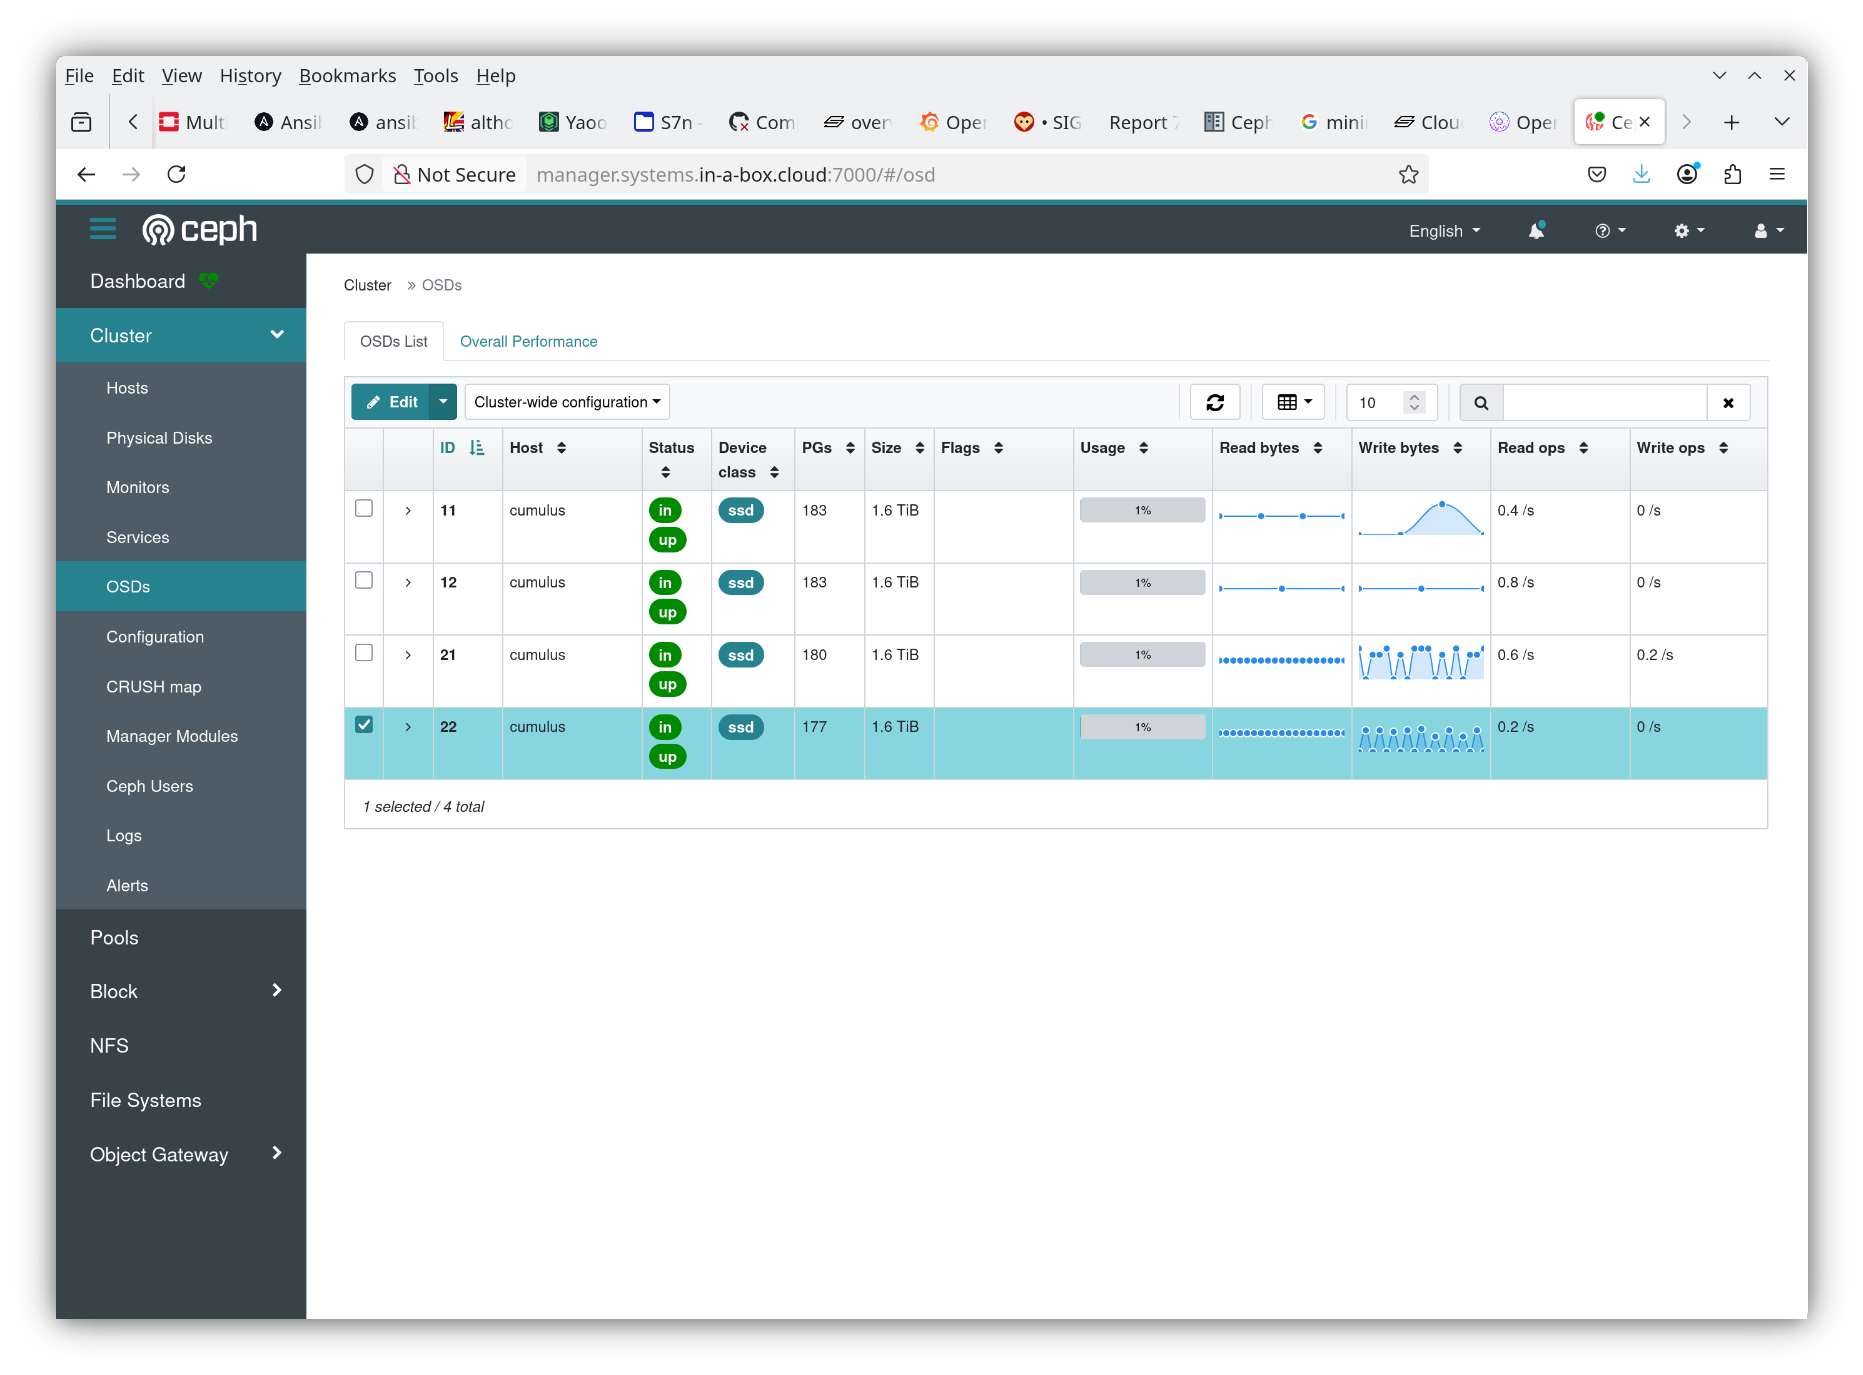 File Edit View History Bookmarks Tools Help
Mult Ansil ansil altho Yaoo S7n - Com over Oper • SIG Report 7 Ceph mini Clou Oper Ce
Not Secure manager.systems.in-a-box.cloud:7000/#/osd
ceph English
Dashboard
Cluster
Hosts
Physical Disks
Monitors
Services
OSDs
Configuration
CRUSH map
Manager Modules
Ceph Users
Logs
Alerts
Pools
Block
NFS
File Systems
Object Gateway
Cluster » OSDs
OSDs List Overall Performance
Edit Cluster-wide configuration 10
ID Host Status Device class PGs Size Flags Usage Read bytes Write bytes Read ops Write ops
11 cumulus in up ssd 183 1.6 TiB 1% 0.4 /s 0 /s
12 cumulus in up ssd 183 1.6 TiB 1% 0.8 /s 0 /s
21 cumulus in up ssd 180 1.6 TiB 1% 0.6 /s 0.2 /s
22 cumulus in up ssd 177 1.6 TiB 1% 0.2 /s 0 /s
1 selected / 4 total